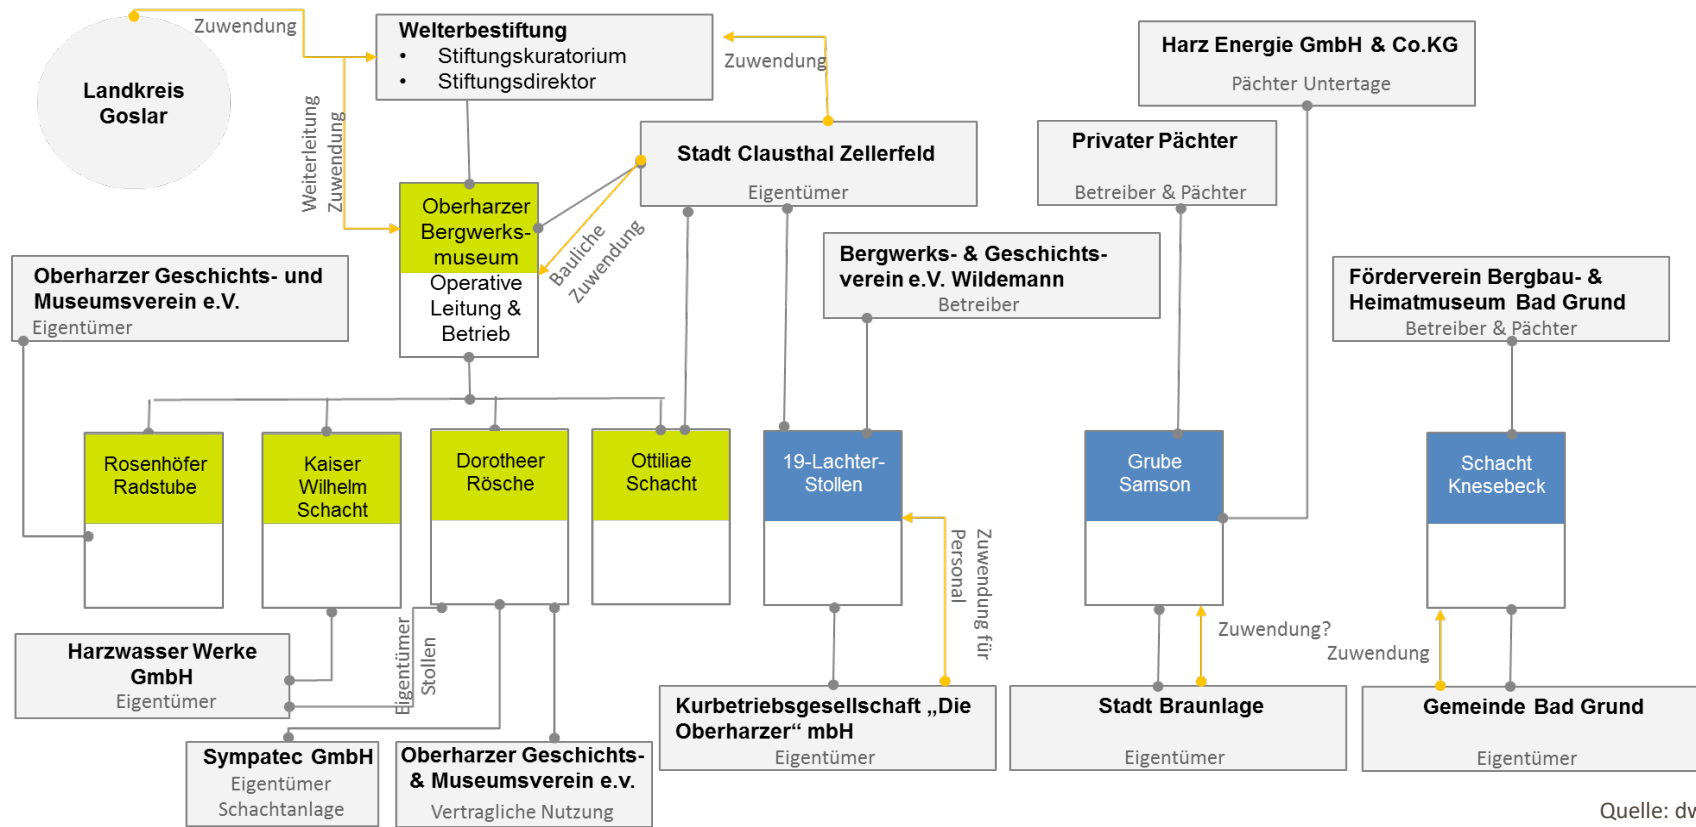 Zuwendung
Landkreis
Goslar
Welterbestiftung
• Stiftungskuratorium
• Stiftungsdirektor
Zuwendung
Harz Energie GmbH & Co.KG
Pächter Untertage
Weiterleitung
Zuwendung
Stadt Clausthal Zellerfeld
Eigentümer
Privater Pächter
Betreiber & Pächter
Oberharzer
Bergwerks-
museum
Operative
Leitung &
Betrieb
Bauliche
Zuwendung
Oberharzer Geschichts- und
Museumsverein e.V.
Eigentümer
Bergwerks- & Geschichts-
verein e.V. Wildemann
Betreiber
Förderverein Bergbau- &
Heimatmuseum Bad Grund
Betreiber & Pächter
Rosenhöfer
Radstube
Kaiser
Wilhelm
Schacht
Dorotheer
Rösche
Ottiliae
Schacht
19-Lachter-
Stollen
Grube
Samson
Schacht
Knesebeck
Zuwendung für
Personal
Eigentümer
Stollen
Zuwendung?
Zuwendung
Harzwasser Werke
GmbH
Eigentümer
Sympatec GmbH
Eigentümer
Schachtanlage
Oberharzer Geschichts-
& Museumsverein e.v.
Vertragliche Nutzung
Kurbetriebsgesellschaft „Die
Oberharzer“ mbH
Eigentümer
Stadt Braunlage
Eigentümer
Gemeinde Bad Grund
Eigentümer
Quelle: